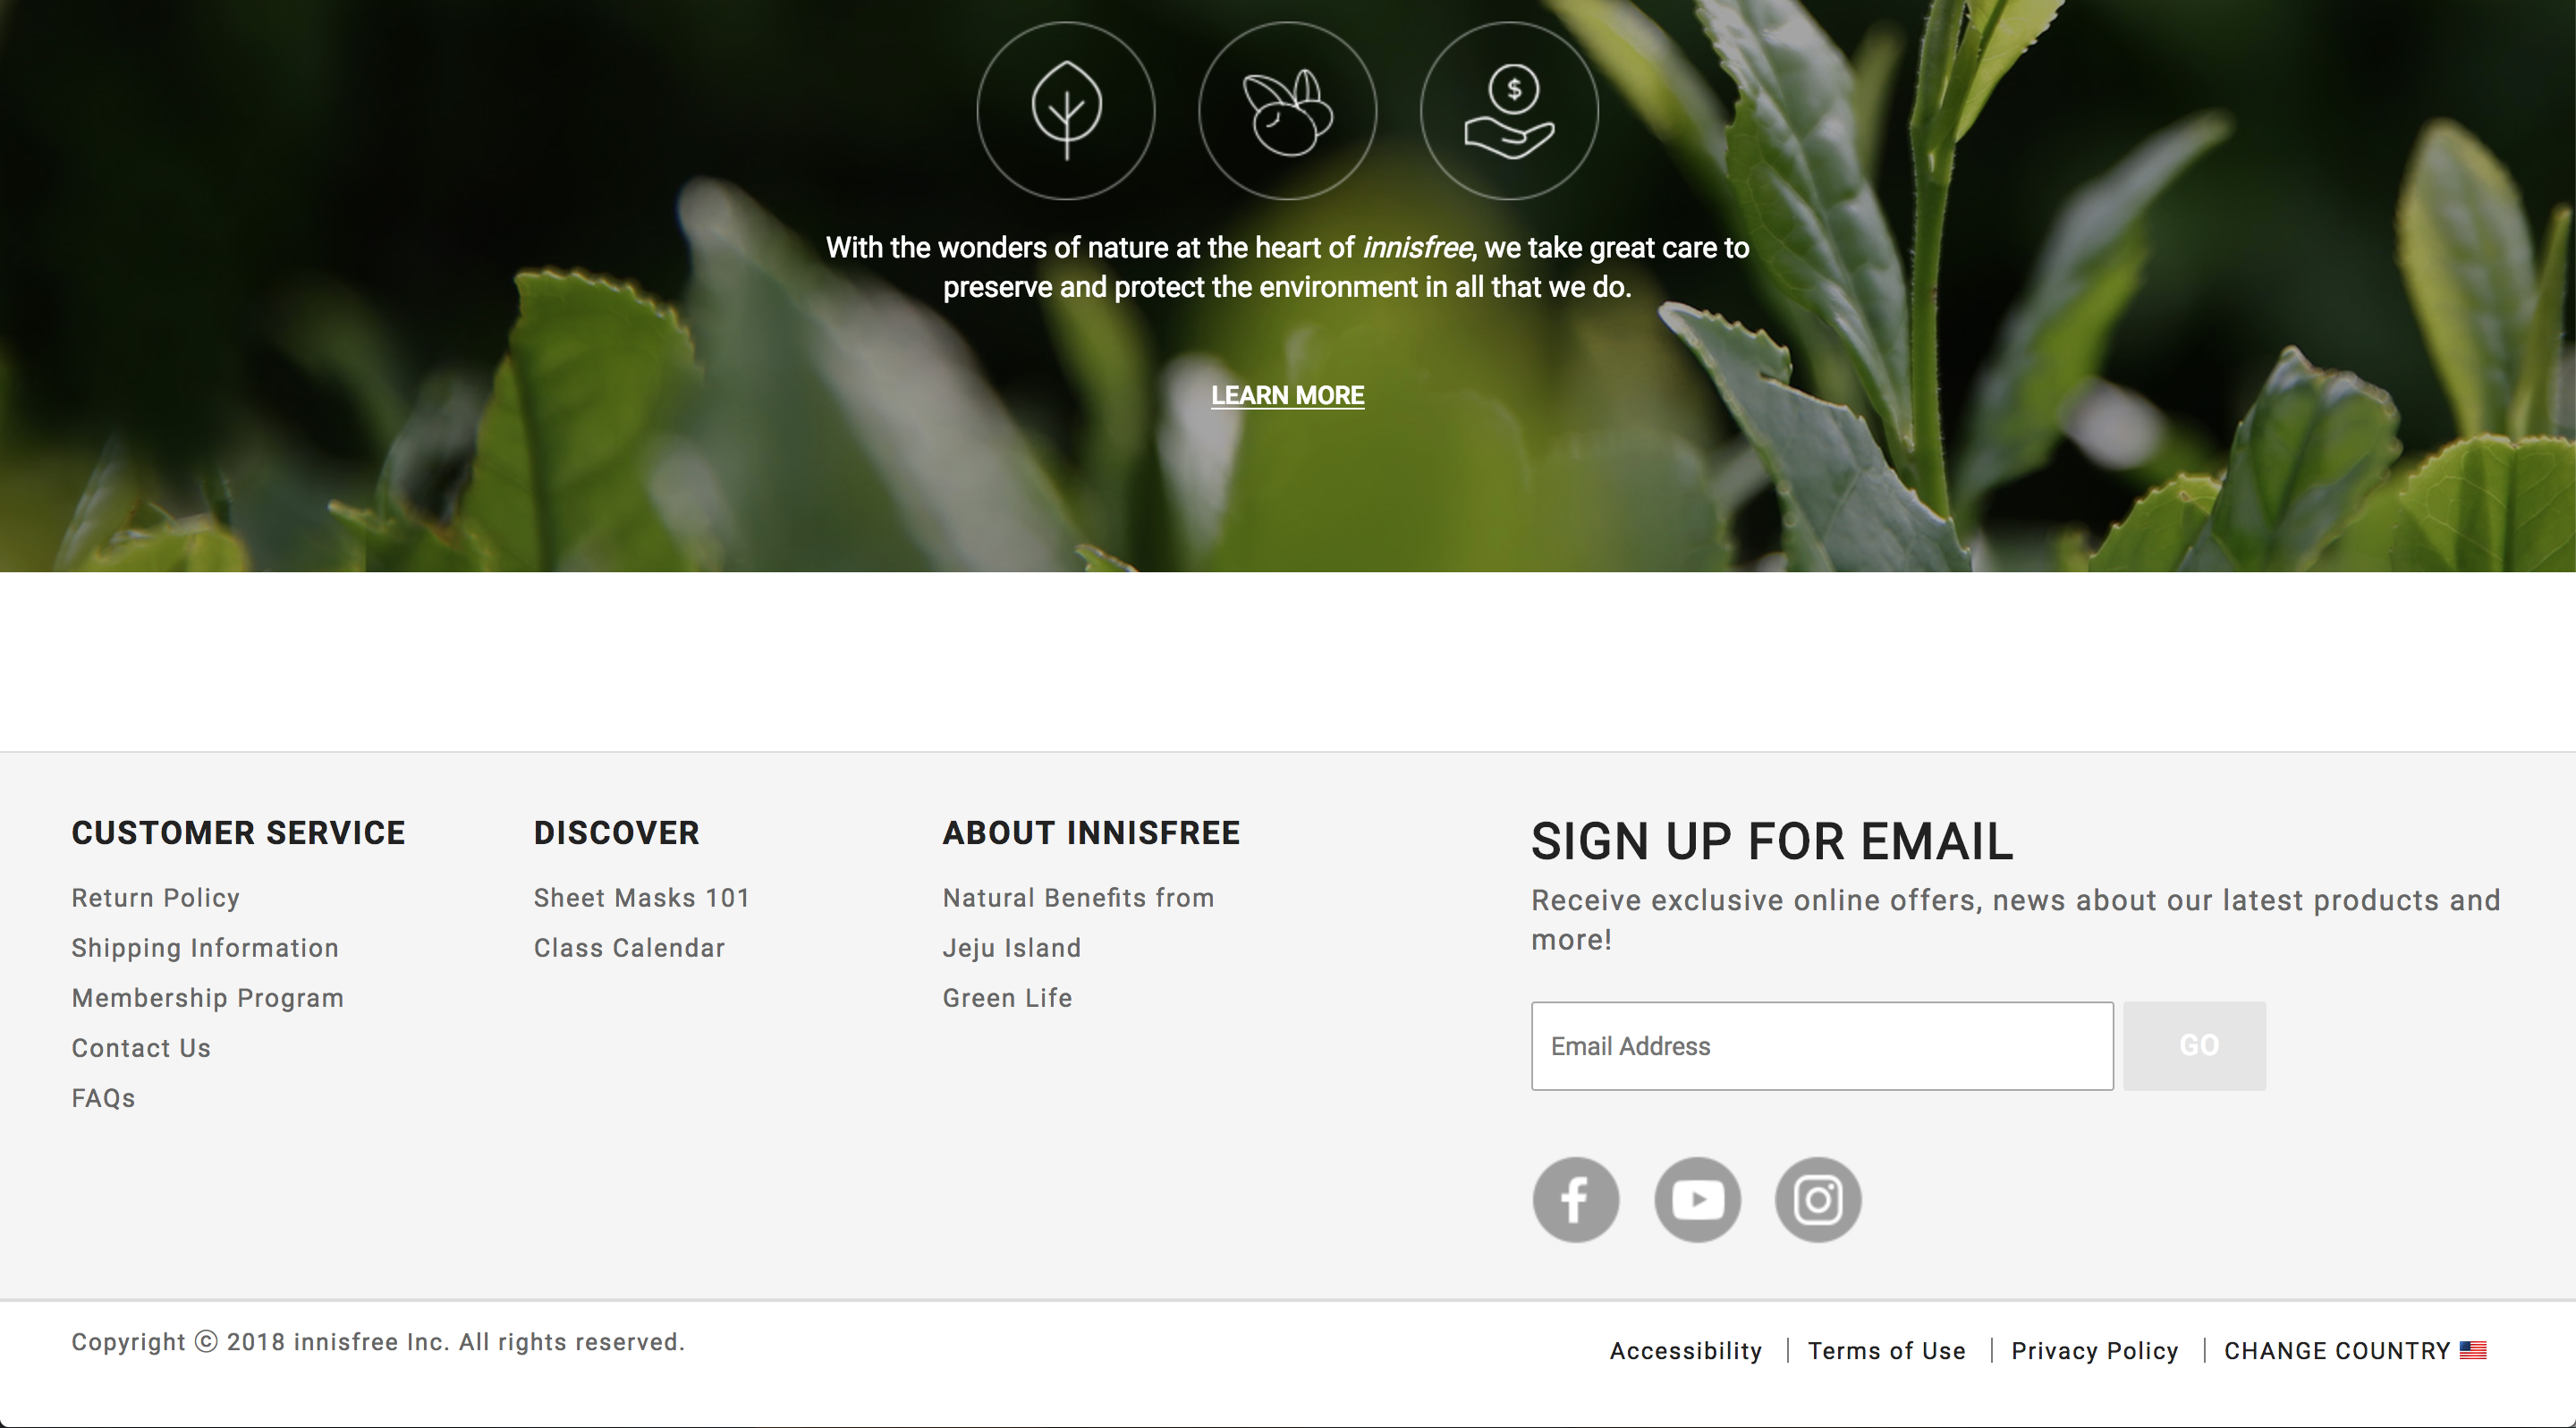 $
With the wonders of nature at the heart of innisfree, we take great care to
preserve and protect the environment in all that we do.
LEARN MORE
CUSTOMER SERVICE
Return Policy
Shipping Information
Membership Program
Contact Us
FAQs
DISCOVER
Sheet Masks 101
Class Calendar
ABOUT INNISFREE
Natural Benefits from
Jeju Island
Green Life
SIGN UP FOR EMAIL
Receive exclusive online offers, news about our latest products and
more!
Email Address
GO
Copyright ⓒ 2018 innisfree Inc. All rights reserved.
Accessibility | Terms of Use | Privacy Policy | CHANGE COUNTRY